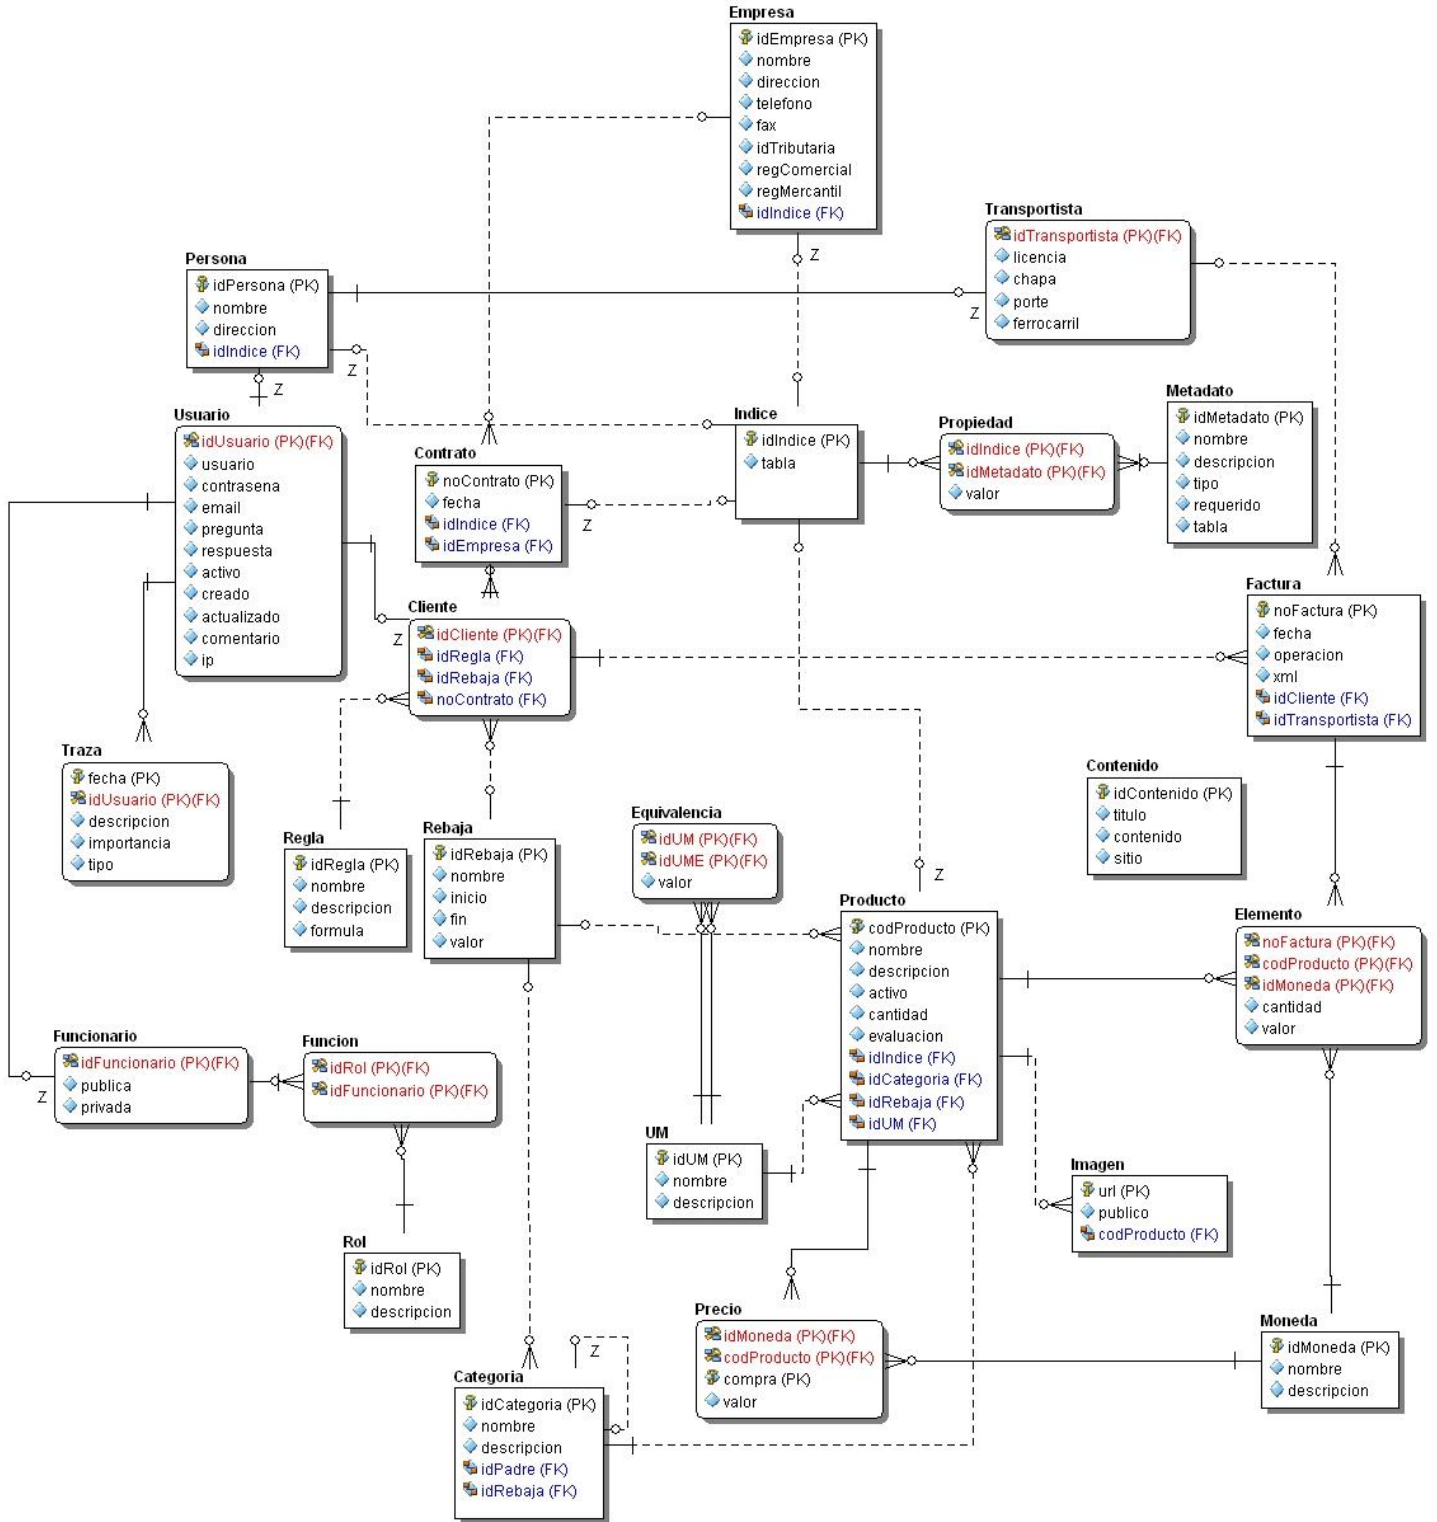 Empresa
idEmpresa (PK)
nombre
direccion
telefono
fax
idTributaria
regComercial
regMercantil
idIndice (FK)
Z
Transportista
idTransportista (PK)(FK)
licencia
chapa
porte
ferrocarril
Z
Persona
idPersona (PK)
nombre
direccion
idIndice (FK)
Z
Z
Usuario
idUsuario (PK)(FK)
usuario
contrasena
email
pregunta
respuesta
activo
creado
actualizado
comentario
ip
Contrato
noContrato (PK)
fecha
idIndice (FK)
idEmpresa (FK)
Z
Indice
idIndice (PK)
tabla
Propiedad
idIndice (PK)(FK)
idMetadato (PK)(FK)
valor
Metadato
idMetadato (PK)
nombre
descripcion
tipo
requerido
tabla
Cliente
Z
idCliente (PK)(FK)
idRegla (FK)
idRebaja (FK)
noContrato (FK)
Factura
noFactura (PK)
fecha
operacion
xml
idCliente (FK)
idTransportista (FK)
Traza
fecha (PK)
idUsuario (PK)(FK)
descripcion
importancia
tipo
Regla
idRegla (PK)
nombre
descripcion
formula
Rebaja
idRebaja (PK)
nombre
inicio
fin
valor
Equivalencia
idUM (PK)(FK)
idUME (PK)(FK)
valor
Contenido
idContenido (PK)
titulo
contenido
sitio
Z
Producto
codProducto (PK)
nombre
descripcion
activo
cantidad
evaluacion
idIndice (FK)
idCategoria (FK)
idRebaja (FK)
idUM (FK)
Elemento
noFactura (PK)(FK)
codProducto (PK)(FK)
idMoneda (PK)(FK)
cantidad
valor
Funcionario
idFuncionario (PK)(FK)
publica
privada
Z
Funcion
idRol (PK)(FK)
idFuncionario (PK)(FK)
UM
idUM (PK)
nombre
descripcion
Imagen
url (PK)
publico
codProducto (FK)
Rol
idRol (PK)
nombre
descripcion
Precio
idMoneda (PK)(FK)
codProducto (PK)(FK)
compra (PK)
valor
Moneda
idMoneda (PK)
nombre
descripcion
Z
Categoria
idCategoria (PK)
nombre
descripcion
idPadre (FK)
idRebaja (FK)